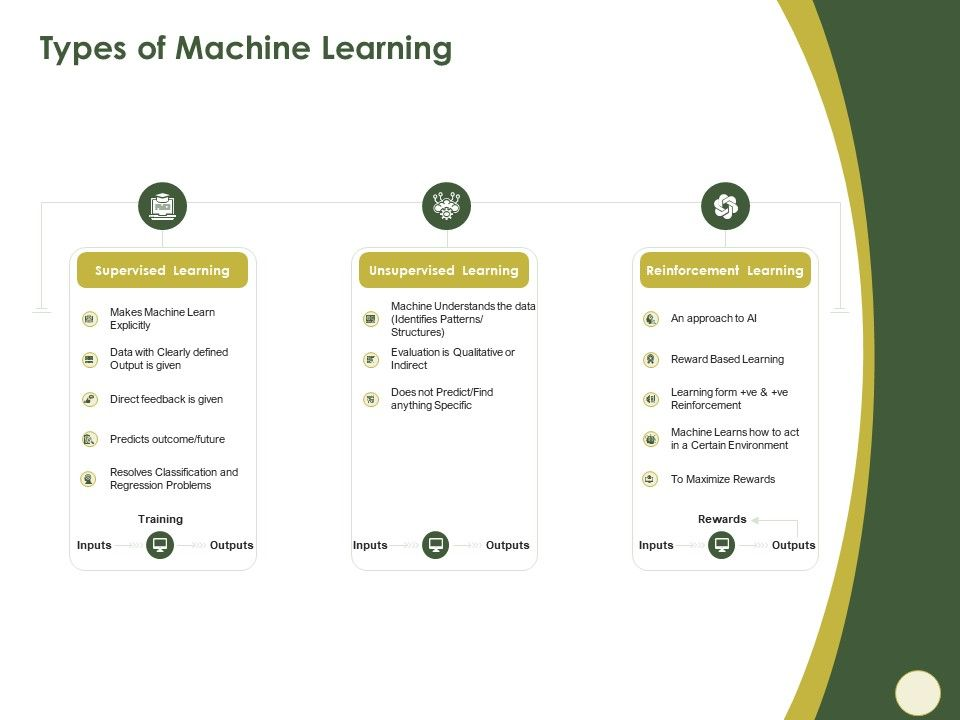 Types of Machine Learning
Supervised Learning
Makes Machine Learn
Explicitly
Data with Clearly defined
Output is given
Direct feedback is given
Predicts outcome/future
Resolves Classification and
Regression Problems
Training
Inputs
Outputs
Unsupervised Learning
Machine Understands the data
(Identifies Patterns/
Structures)
Evaluation is Qualitative or
Indirect
Does not Predict/Find
anything Specific
Inputs
Outputs
Reinforcement Learning
An approach to AI
Reward Based Learning
Learning form +ve & +ve
Reinforcement
Machine Learns how to act
in a Certain Environment
To Maximize Rewards
Rewards
Inputs
Outputs